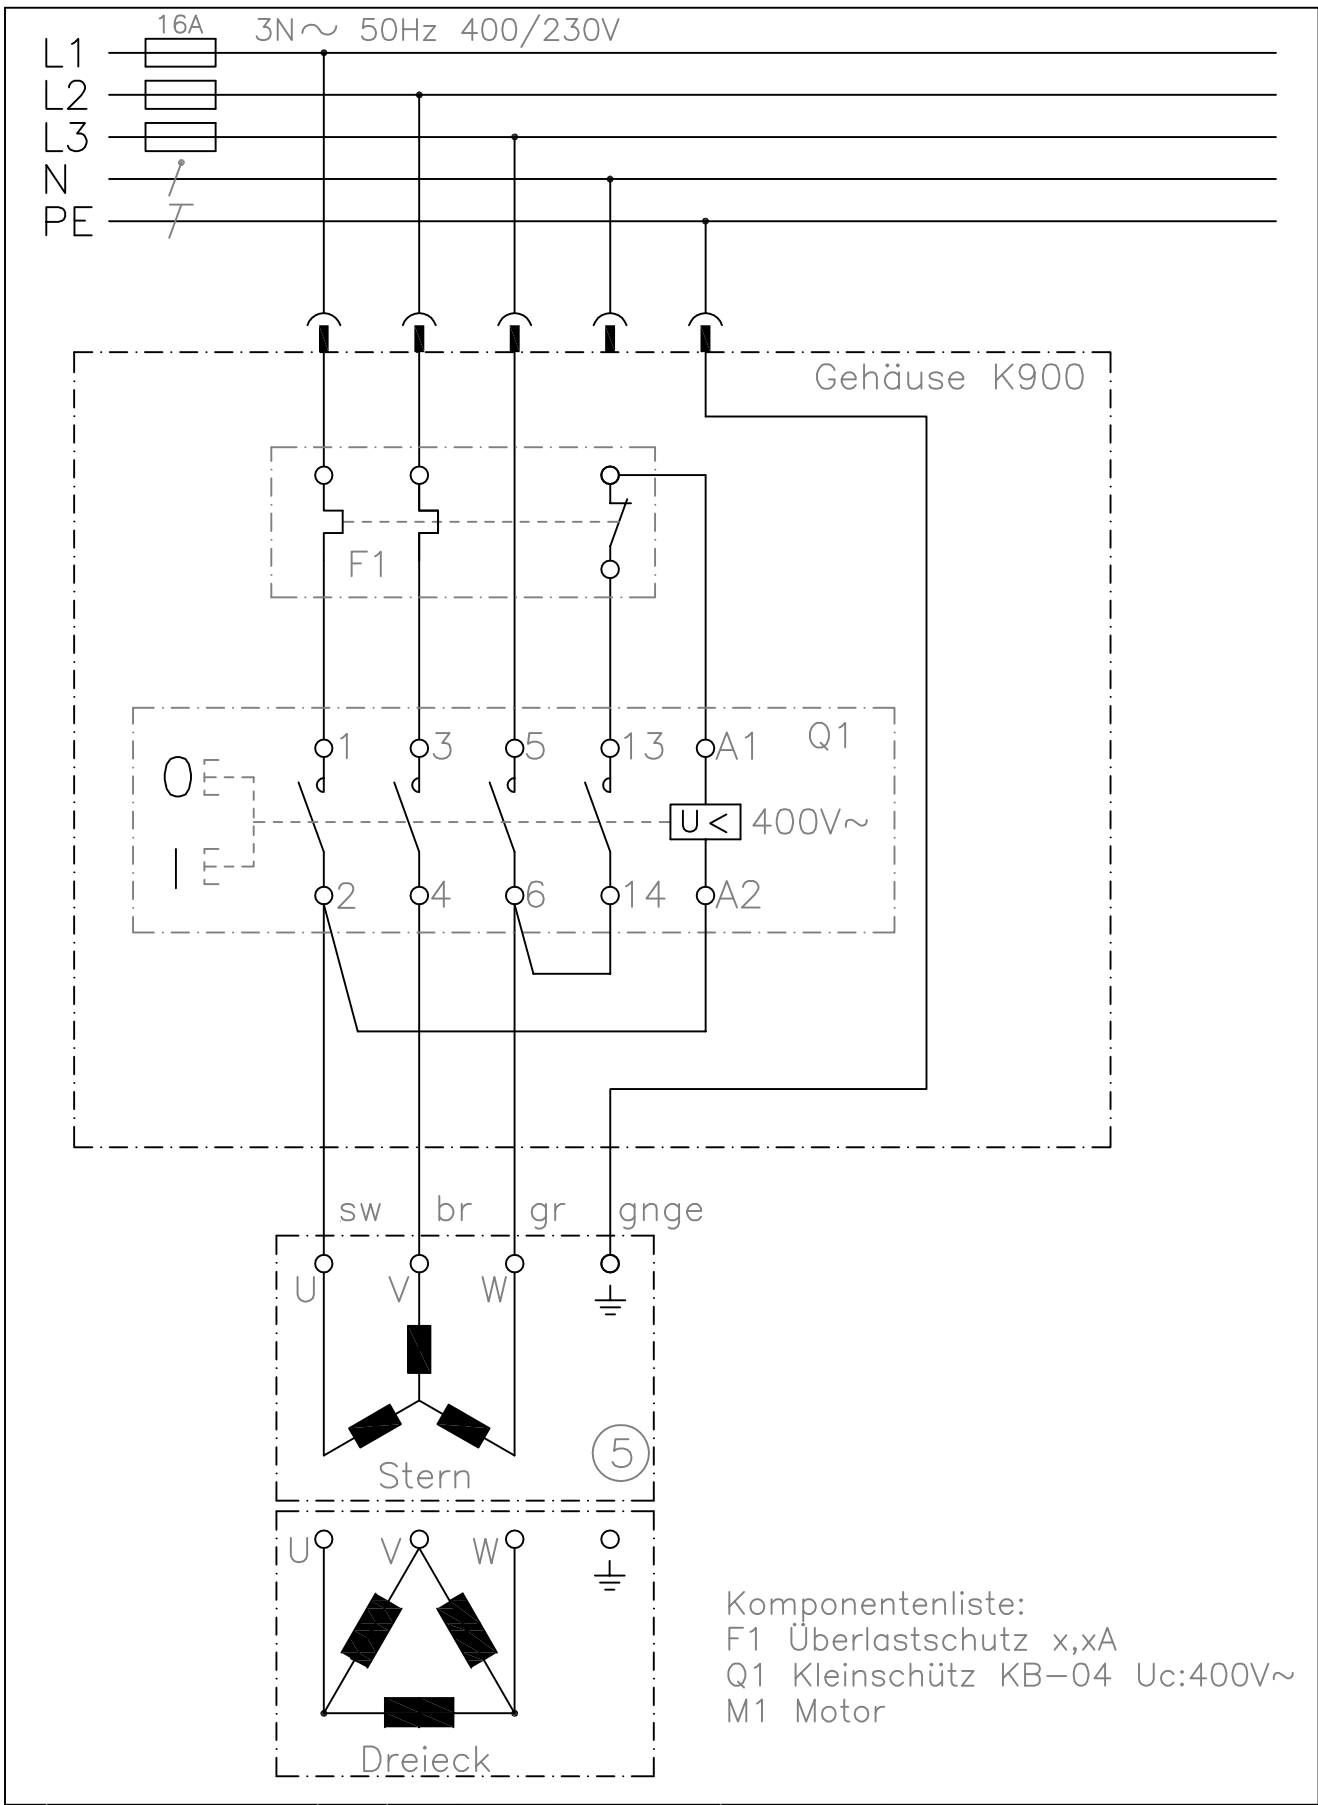 16A 3N~ 50Hz 400/230V
L1
L2
L3
N
PE
Gehäuse K900
F1
Q1
1 3 5 13 A1
O
U< 400V~
I
2 4 6 14 A2
sw br gr gnge
U V W
Stern
5
U V W
Dreieck
Komponentenliste:
F1 Überlastschutz x,xA
Q1 Kleinschütz KB-04 Uc:400V~
M1 Motor